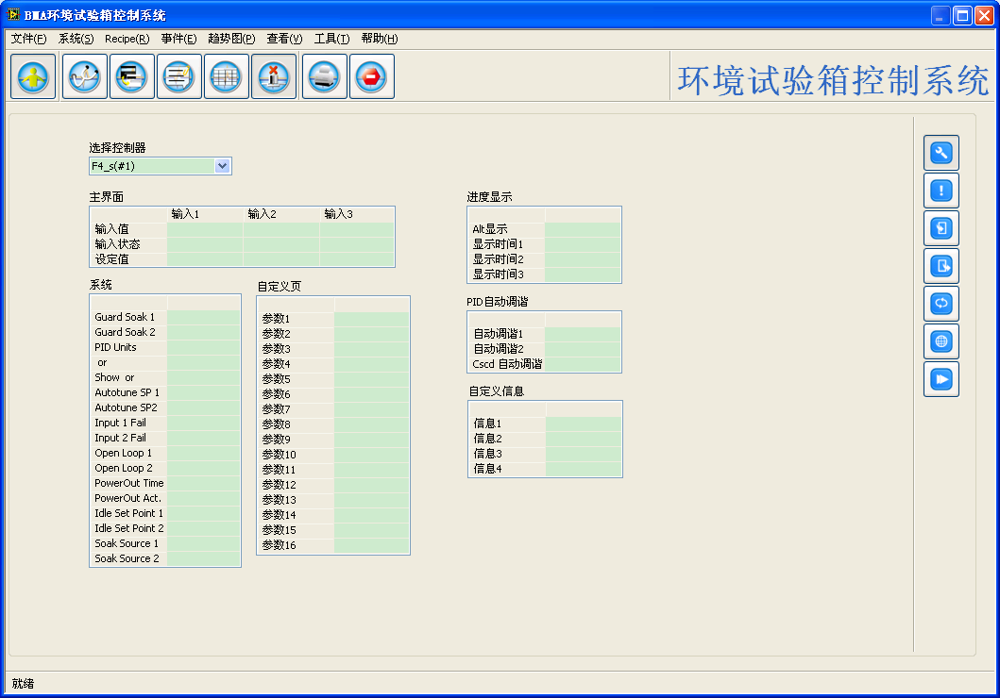 BMA环境试验箱控制系统
文件(F) 系统(S) Recipe(R) 事件(E) 趋势图(P) 查看(V) 工具(T) 帮助(H)
环境试验箱控制系统
选择控制器
F4_s(#1)
主界面
输入1 输入2 输入3
输入值
输入状态
设定值
系统
Guard Soak 1
Guard Soak 2
PID Units
or
Show or
Autotune SP 1
Autotune SP2
Input 1 Fail
Input 2 Fail
Open Loop 1
Open Loop 2
PowerOut Time
PowerOut Act.
Idle Set Point 1
Idle Set Point 2
Soak Source 1
Soak Source 2
自定义页
参数1
参数2
参数3
参数4
参数5
参数6
参数7
参数8
参数9
参数10
参数11
参数12
参数13
参数14
参数15
参数16
进度显示
Alt显示
显示时间1
显示时间2
显示时间3
PID自动调谐
自动调谐1
自动调谐2
Cscd 自动调谐
自定义信息
信息1
信息2
信息3
信息4
就绪